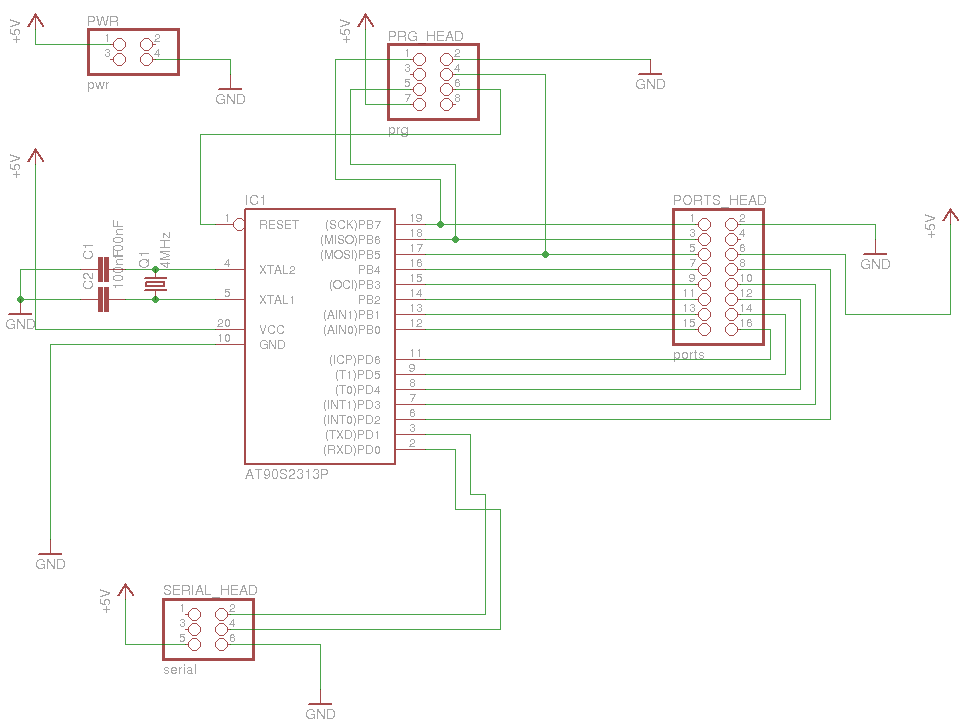 +5V
PWR
1 2
3 4
pwr
GND
+5V
PRG_HEAD
1 2
3 4
5 6
7 8
prg
GND
+5V
IC1
1 RESET (SCK)PB7 19
(MISO)PB6 18
(MOSI)PB5 17
4 XTAL2 PB4 16
(OCI)PB3 15
5 XTAL1 PB2 14
(AIN1)PB1 13
20 VCC (AIN0)PB0 12
10 GND
(ICP)PD6 11
(T1)PD5 9
(T0)PD4 8
(INT1)PD3 7
(INT0)PD2 6
(TXD)PD1 3
(RXD)PD0 2
AT90S2313P
C1
100nF
C2
100nF
Q1
4MHz
GND
GND
PORTS_HEAD
1 2
3 4
5 6
7 8
9 10
11 12
13 14
15 16
ports
GND
+5V
+5V
SERIAL_HEAD
1 2
3 4
5 6
serial
GND